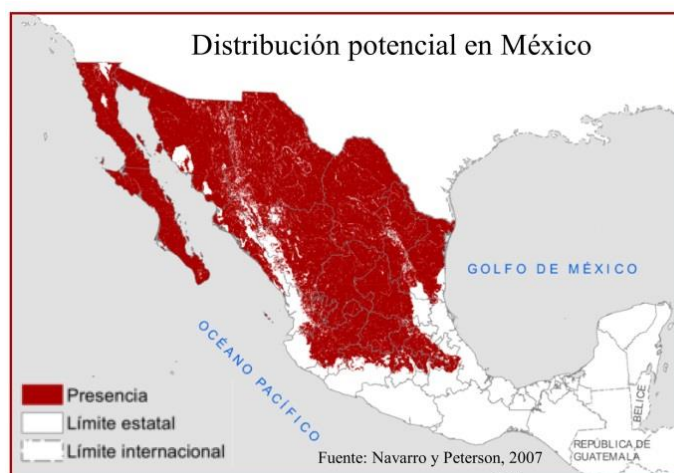 Distribución potencial en México
GOLFO DE MÉXICO
OCÉANO PACÍFICO
BELICE
REPÚBLICA DE
GUATEMALA
Presencia
Límite estatal
Límite internacional
Fuente: Navarro y Peterson, 2007